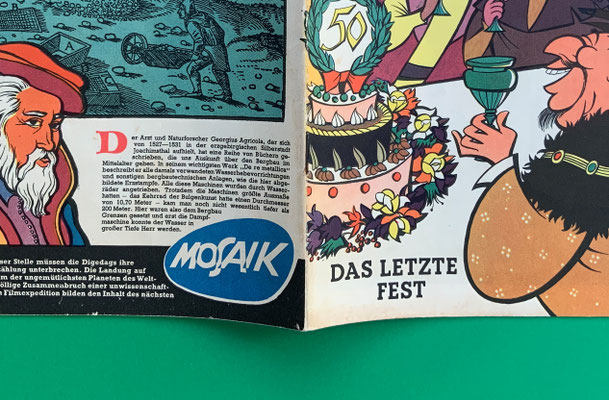 A
Der Arzt und Naturforscher Georgius Agricola, der sich
von 1527—1531 in der erzgebirgischen Silberstadt
Joachimsthal aufhielt, hat eine Reihe von Büchern ge-
schrieben, die uns Auskunft über den Bergbau im
Mittelalter geben. In seinem wichtigsten Werk „De re metallica"
beschreibt er alle damals verwendeten Wasserhebevorrichtungen
und sonstigen bergbautechnischen Anlagen, wie die hier abge-
bildete Erzstampfe. Alle diese Maschinen wurden durch Wasser-
räder angetrieben. Trotzdem die Maschinen größe Ausmaße
hatten — das Kehrrad der Bulgenkunst hatte einen Durchmesser
von 10,70 Meter — kam man noch nicht wesentlich tiefer als
200 Meter. Hier waren also dem Bergbau
Grenzen gesetzt und erst die Dampf-
maschine konnte der Wasser in
großer Tiefe Herr werden.
ser Stelle müssen die Digedags ihre
ählung unterbrechen. Die Landung auf
m der ungemütlichsten Planeten des Welt-
öllige Zusammenbruch einer unwissenschaft-
n Filmexpedition bilden den Inhalt des nächsten
MOSAIK
50
DAS LETZTE
FEST